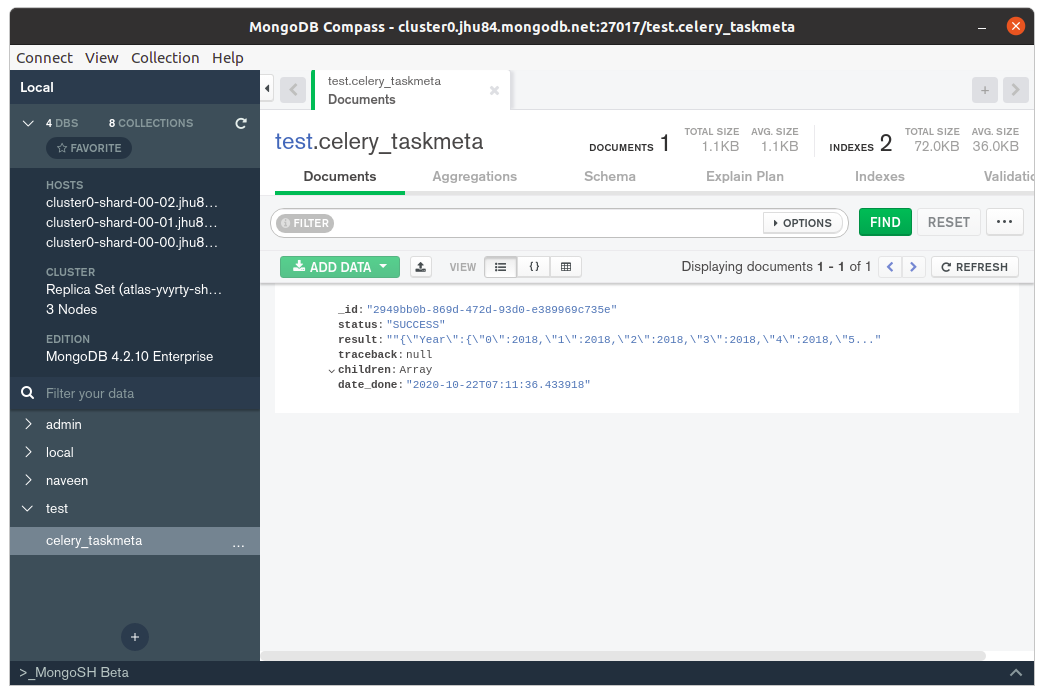 MongoDB Compass - cluster0.jhu84.mongodb.net:27017/test.celery_taskmeta
Connect View Collection Help
Local
4 DBS 8 COLLECTIONS
FAVORITE
HOSTS
cluster0-shard-00-02.jhu8...
cluster0-shard-00-01.jhu8...
cluster0-shard-00-00.jhu8...
CLUSTER
Replica Set (atlas-yvyrty-sh...
3 Nodes
EDITION
MongoDB 4.2.10 Enterprise
Filter your data
admin
local
naveen
test
celery_taskmeta ...
test.celery_taskmeta
Documents
test.celery_taskmeta
DOCUMENTS 1
TOTAL SIZE AVG. SIZE
1.1KB 1.1KB
INDEXES 2
TOTAL SIZE AVG. SIZE
72.0KB 36.0KB
Documents Aggregations Schema Explain Plan Indexes Validatio
FILTER
OPTIONS
FIND RESET ...
ADD DATA VIEW {} Displaying documents 1 - 1 of 1 < > REFRESH
_id: "2949bb0b-869d-472d-93d0-e389969c735e"
status: "SUCCESS"
result: ""{\"Year\":{\"0\":2018,\"1\":2018,\"2\":2018,\"3\":2018,\"4\":2018,\"5..."
traceback: null
children: Array
date_done: "2020-10-22T07:11:36.433918"
>_MongoSH Beta